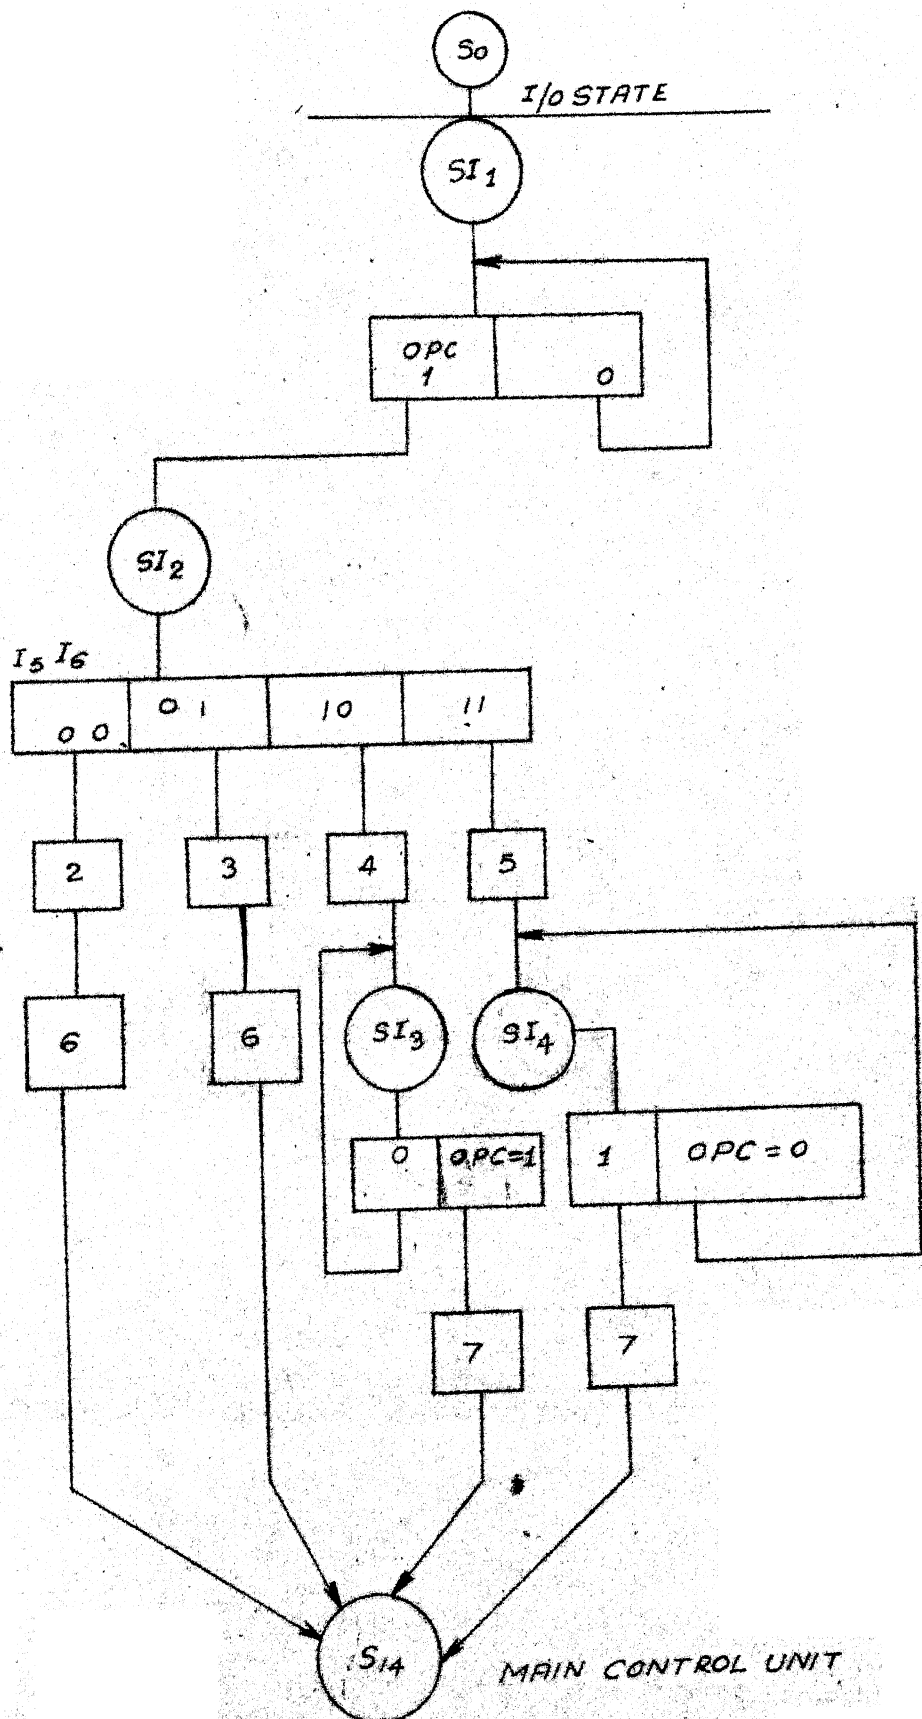 S0
I/O STATE
SI1
OPC
1
0
SI2
I5 I6
0 0
0 1
10
11
2
3
4
5
6
6
SI3
SI4
0
OPC=1
1
OPC = 0
7
7
S14
MAIN CONTROL UNIT